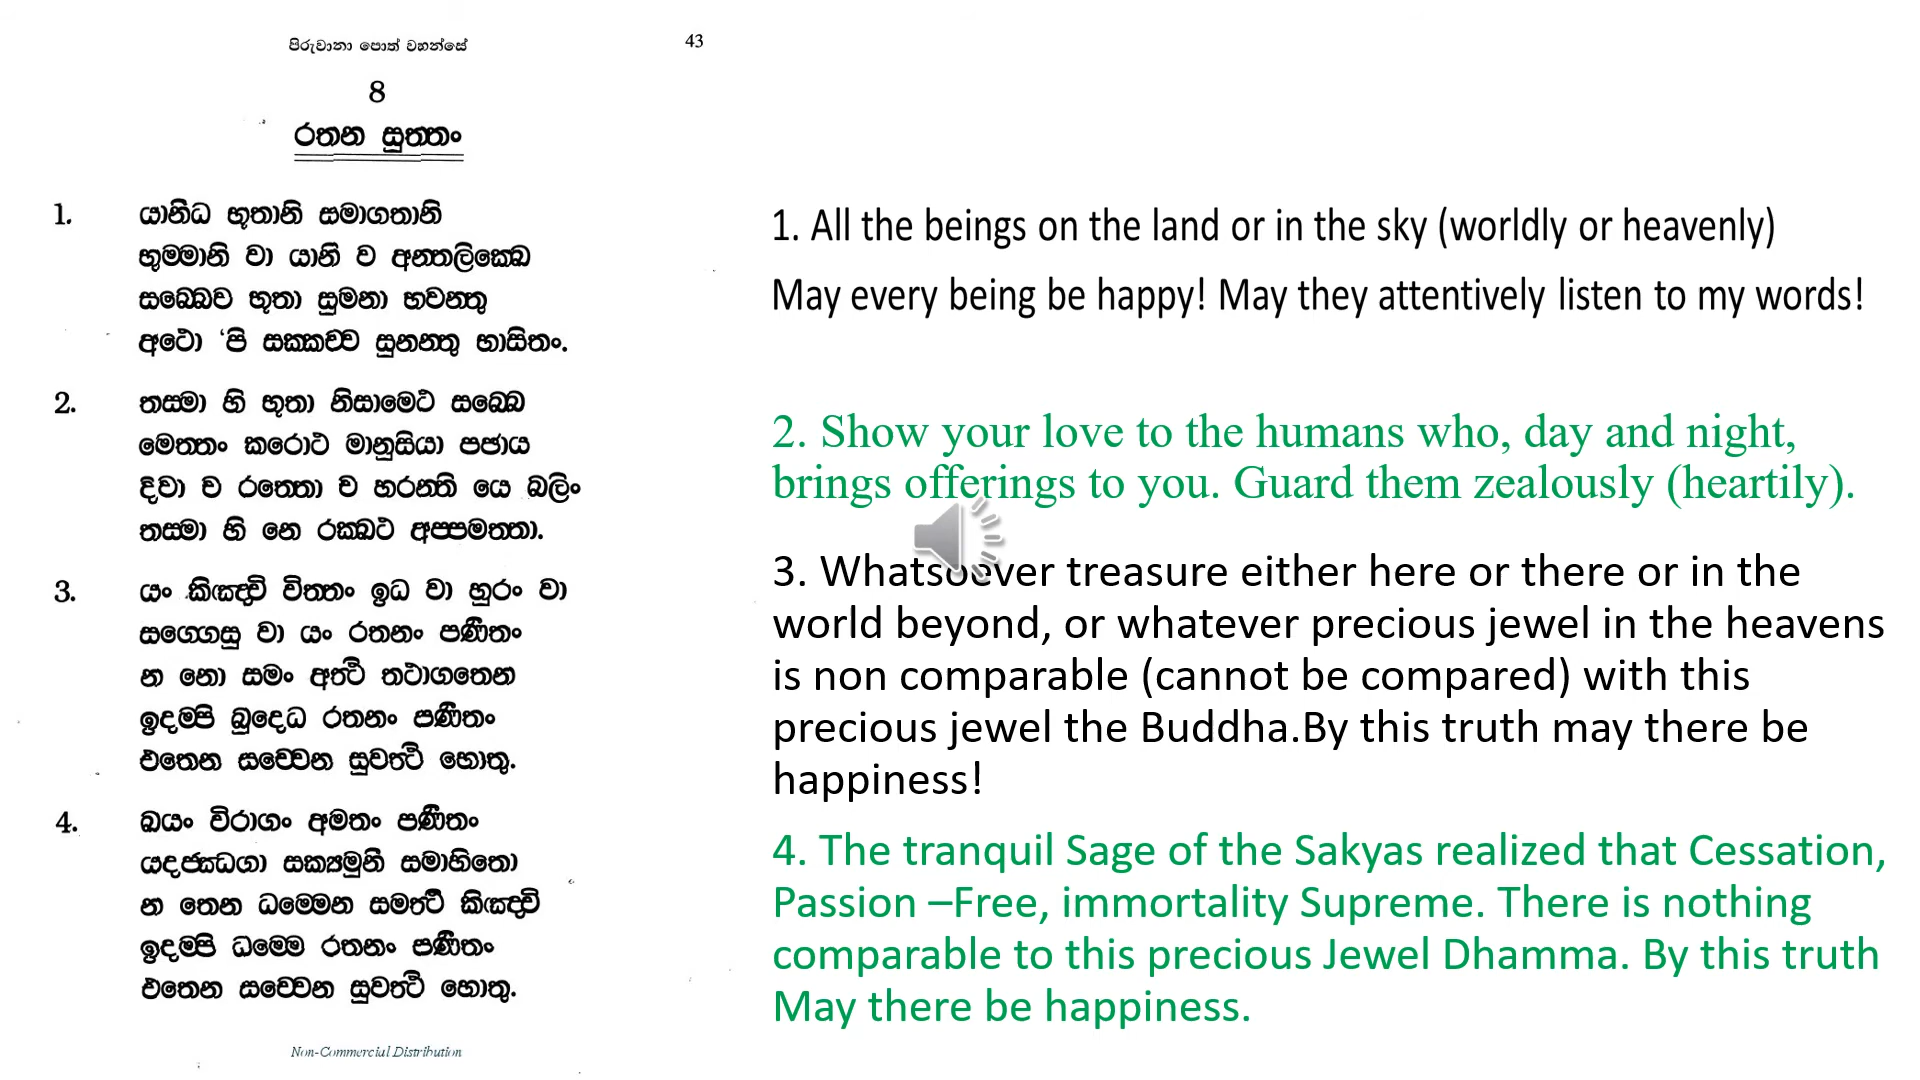 පිරුවානා පොත් වහන්සේ
43
8
රතන සුත්තං
1. යානීධ භූතානි සමාගතානි
භුම්මානි වා යානි ව අන්තලික්ඛෙ
සබ්බෙව භූතා සුමනා භවන්තු
අථො ‘පි සක්කච්ච සුනන්තු භාසිතං.
2. තස්මා හි භූතා නිසාමෙථ සබ්බෙ
මෙත්තං කරොථ මානුසියා පජාය
දිවා ච රත්තො ච හරන්ති යෙ බලිං
තස්මා හි නෙ රක්ඛථ අප්පමත්තා.
3. යං කිඤ්චි විත්තං ඉධ වා හුරං වා
සග්ගෙසු වා යං රතනං පණීතං
න නො සමං අත්ථි තථාගතෙන
ඉදම්පි බුද්ධෙ රතනං පණීතං
එතෙන සච්චෙන සුවත්ථි හොතු.
4. ඛයං විරාගං අමතං පණීතං
යදජ්ඣගා සක්‍යමුනී සමාහිතො
න තෙන ධම්මෙන සමත්ථි කිඤ්චි
ඉදම්පි ධම්මෙ රතනං පණීතං
එතෙන සච්චෙන සුවත්ථි හොතු.
Non-Commercial Distribution
1. All the beings on the land or in the sky (worldly or heavenly)
May every being be happy! May they attentively listen to my words!
2. Show your love to the humans who, day and night,
brings offerings to you. Guard them zealously (heartily).
3. Whatsoever treasure either here or there or in the
world beyond, or whatever precious jewel in the heavens
is non comparable (cannot be compared) with this
precious jewel the Buddha.By this truth may there be
happiness!
4. The tranquil Sage of the Sakyas realized that Cessation,
Passion –Free, immortality Supreme. There is nothing
comparable to this precious Jewel Dhamma. By this truth
May there be happiness.